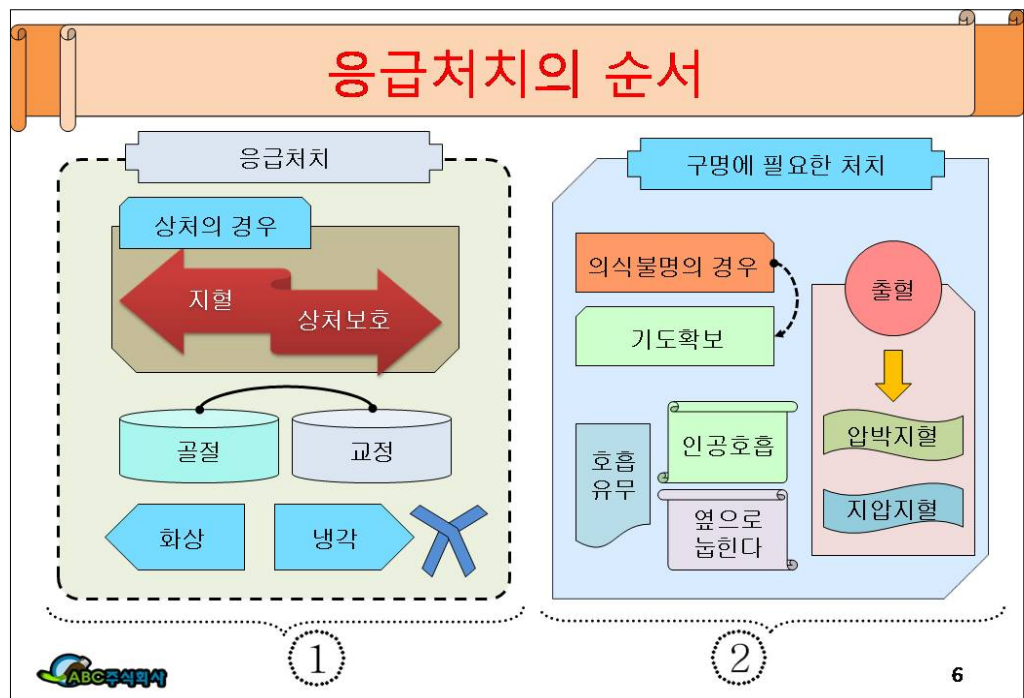 응급처치의 순서
응급처치
상처의 경우
지혈
상처보호
골절
교정
화상
냉각
①
구명에 필요한 처치
의식불명의 경우
기도확보
호흡
유무
인공호흡
옆으로
눕힌다
출혈
압박지혈
지압지혈
②
ABC주식회사
6